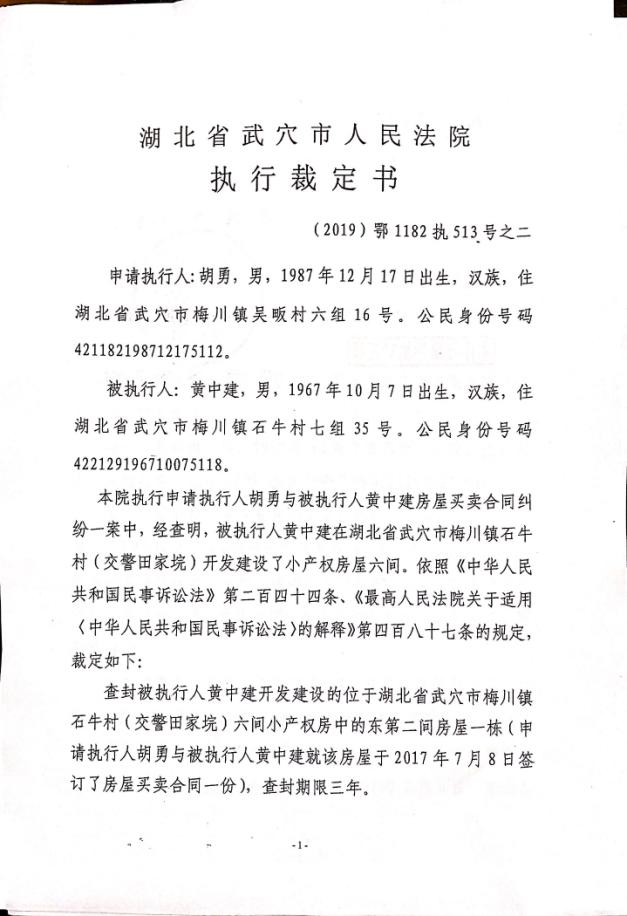 湖北省武穴市人民法院
执行裁定书
（2019）鄂1182执513号之二
申请执行人:胡勇，男，1987年12月17日出生，汉族，住
湖北省武穴市梅川镇吴畈村六组16号。公民身份号码
421182198712175112。
被执行人：黄中建，男，1967年10月7日出生，汉族，住
湖北省武穴市梅川镇石牛村七组35号。公民身份号码
422129196710075118。
本院执行申请执行人胡勇与被执行人黄中建房屋买卖合同纠
纷一案中，经查明，被执行人黄中建在湖北省武穴市梅川镇石牛
村（交警田家垸）开发建设了小产权房屋六间。依照《中华人民
共和国民事诉讼法》第二百四十四条、《最高人民法院关于适用
〈中华人民共和国民事诉讼法〉的解释》第四百八十七条的规定，
裁定如下：
查封被执行人黄中建开发建设的位于湖北省武穴市梅川镇
石牛村（交警田家垸）六间小产权房中的东第二间房屋一栋（申
请执行人胡勇与被执行人黄中建就该房屋于2017年7月8日签
订了房屋买卖合同一份），查封期限三年。
-1-